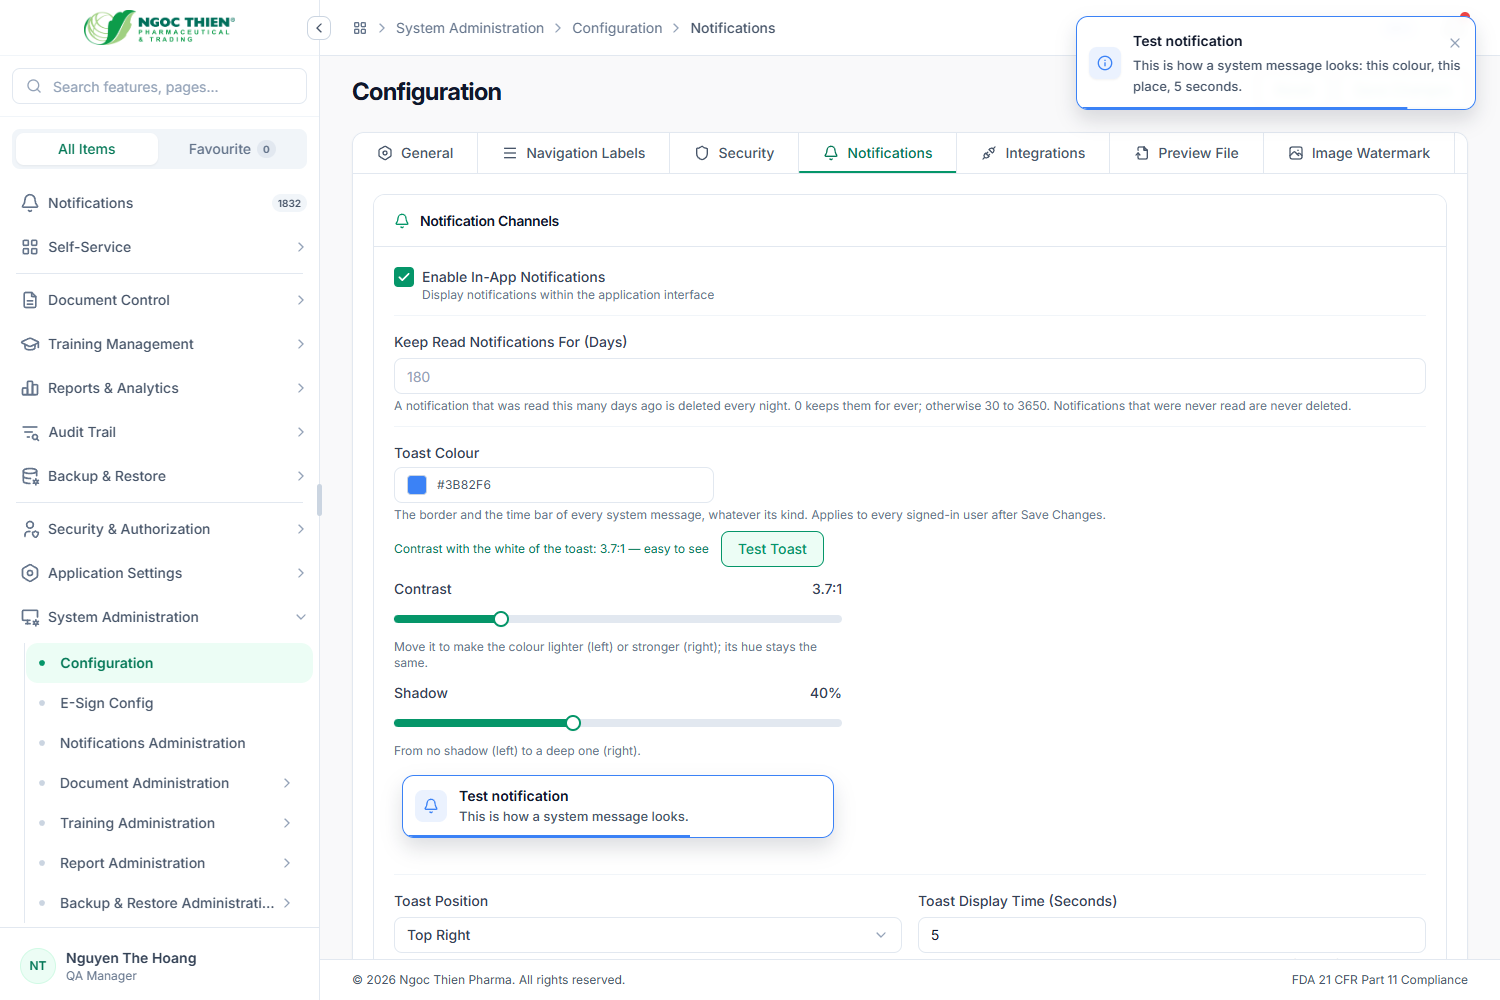 NGOC THIEN®
PHARMACEUTICAL
& TRADING
Search features, pages...
All Items
Favourite 0
Notifications 1832
Self-Service
Document Control
Training Management
Reports & Analytics
Audit Trail
Backup & Restore
Security & Authorization
Application Settings
System Administration
Configuration
E-Sign Config
Notifications Administration
Document Administration
Training Administration
Report Administration
Backup & Restore Administrati...
NT
Nguyen The Hoang
QA Manager
System Administration > Configuration > Notifications
Test notification
This is how a system message looks: this colour, this
place, 5 seconds.
Configuration
General
Navigation Labels
Security
Notifications
Integrations
Preview File
Image Watermark
Notification Channels
Enable In-App Notifications
Display notifications within the application interface
Keep Read Notifications For (Days)
180
A notification that was read this many days ago is deleted every night. 0 keeps them for ever; otherwise 30 to 3650. Notifications that were never read are never deleted.
Toast Colour
#3B82F6
The border and the time bar of every system message, whatever its kind. Applies to every signed-in user after Save Changes.
Contrast with the white of the toast: 3.7:1 — easy to see
Test Toast
Contrast 3.7:1
Move it to make the colour lighter (left) or stronger (right); its hue stays the
same.
Shadow 40%
From no shadow (left) to a deep one (right).
Test notification
This is how a system message looks.
Toast Position
Top Right
Toast Display Time (Seconds)
5
© 2026 Ngoc Thien Pharma. All rights reserved.
FDA 21 CFR Part 11 Compliance